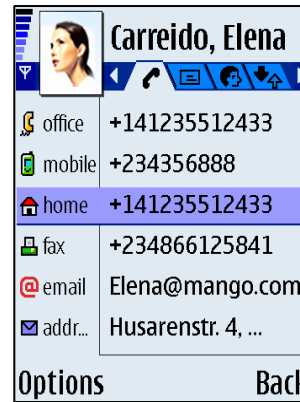 Carreido, Elena
office +141235512433
mobile +234356888
home +141235512433
fax +234866125841
email Elena@mango.com
addr... Husarenstr. 4, ...
Options Back